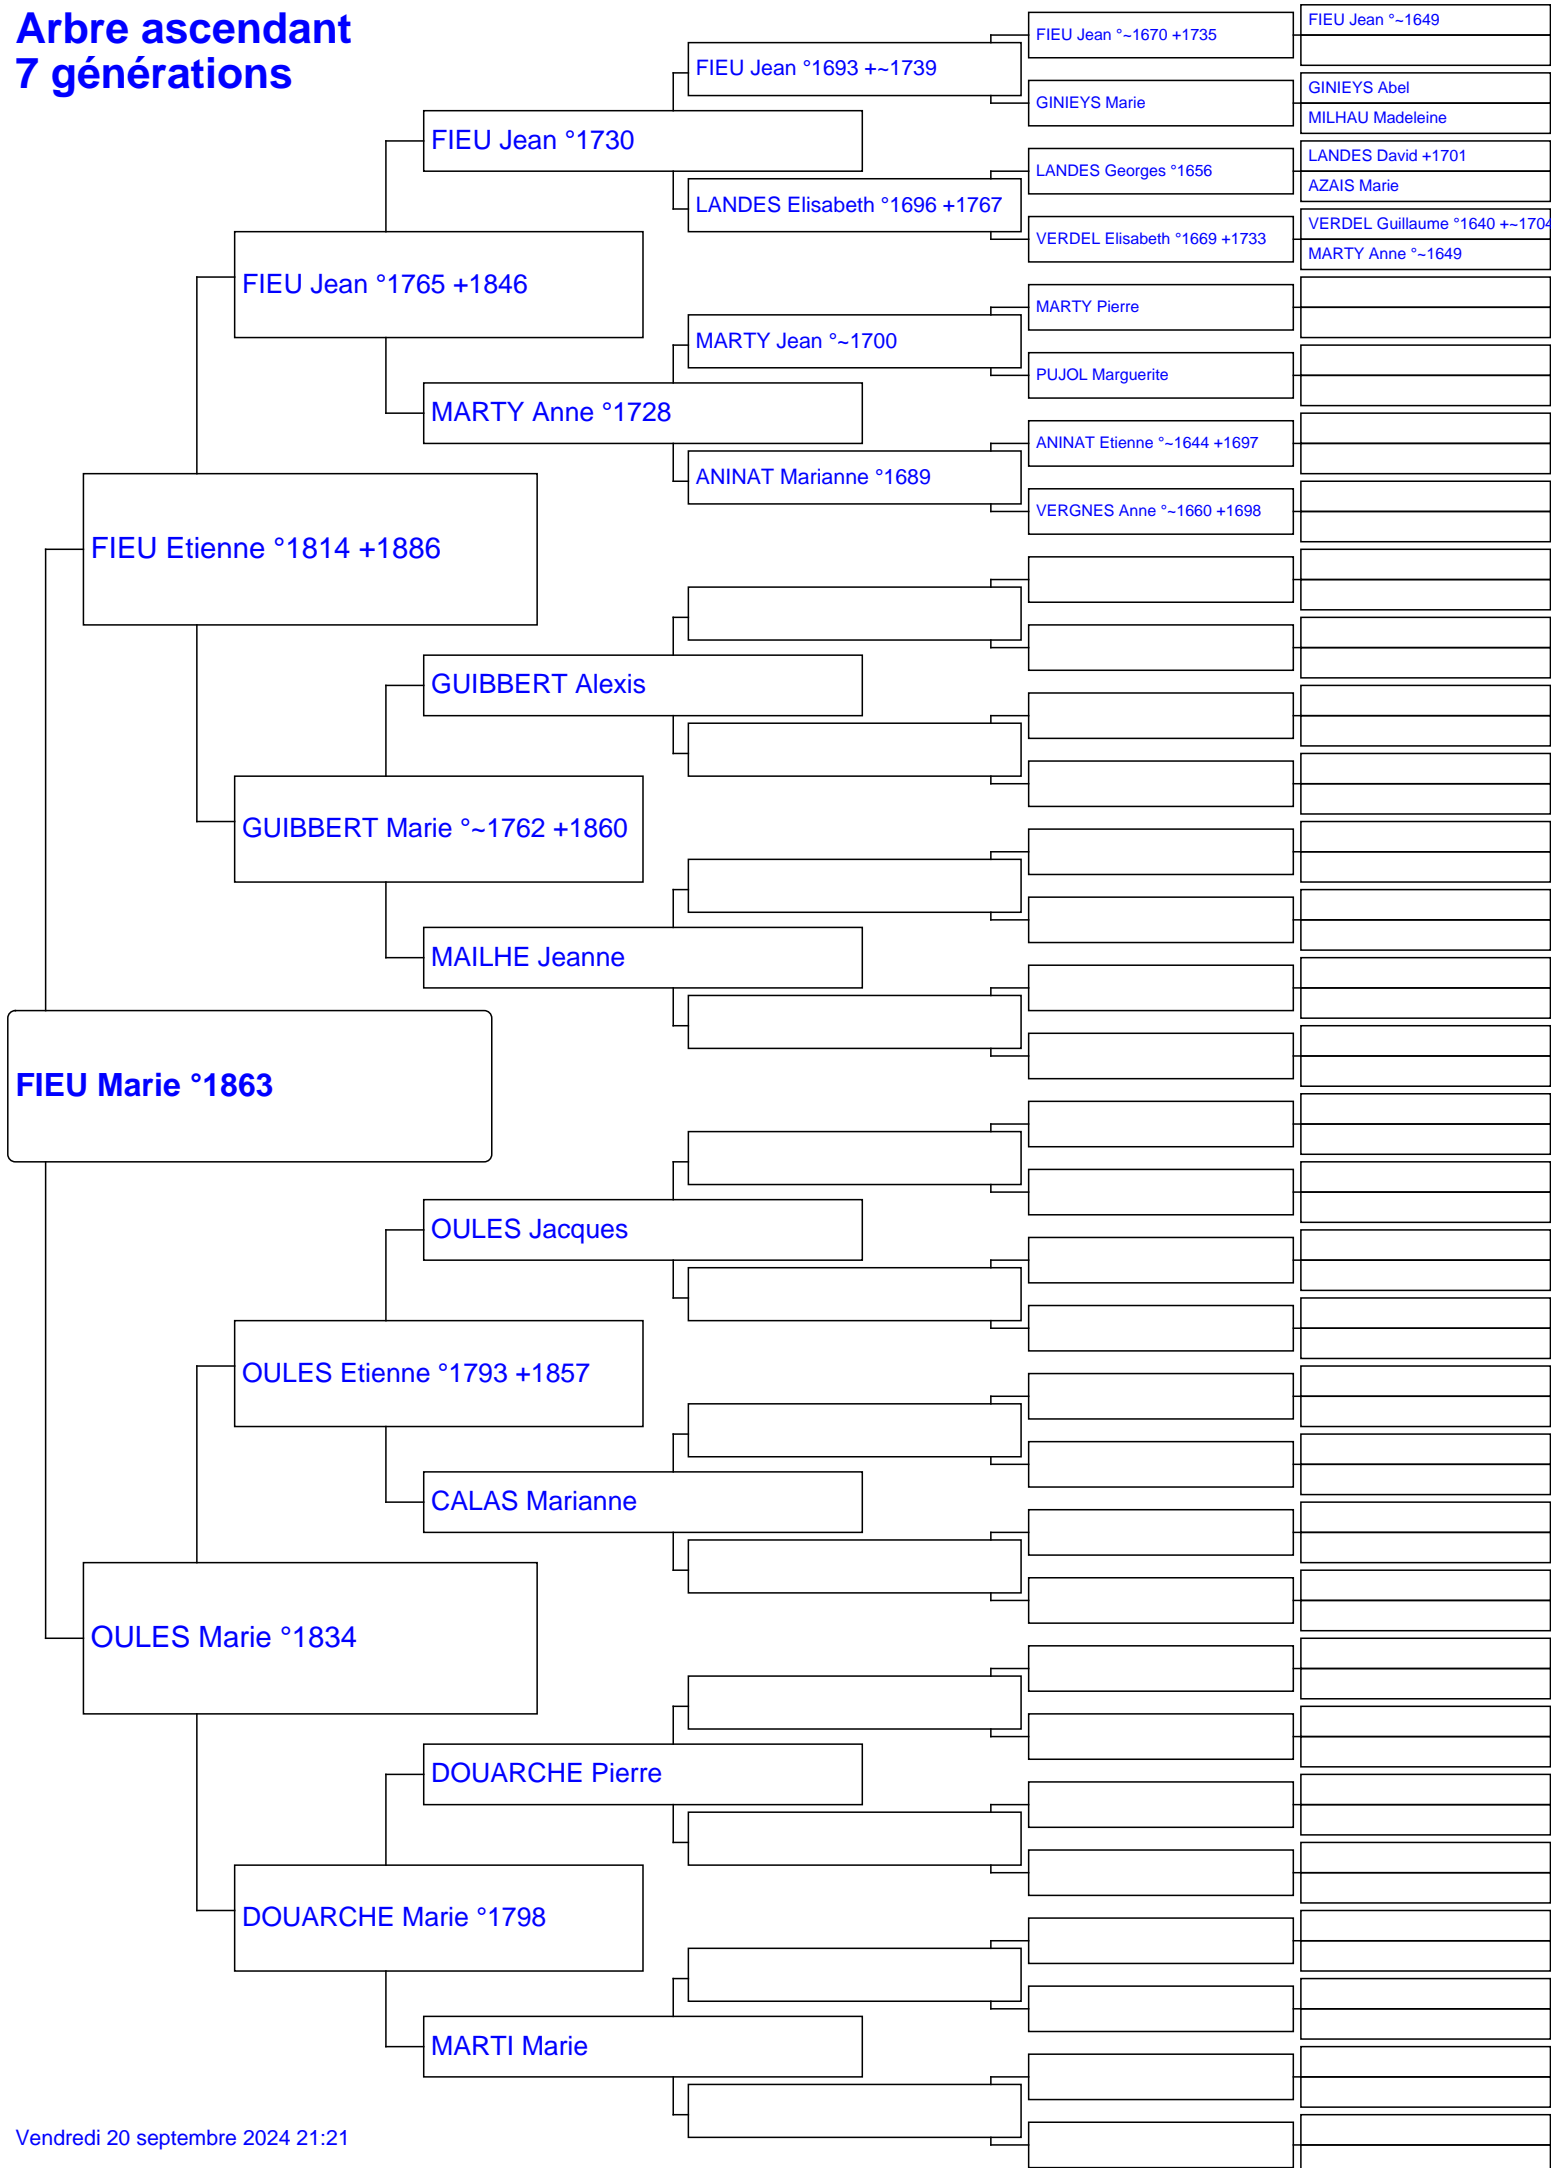 Arbre ascendant
7 générations
FIEU Marie °1863
FIEU Etienne °1814 +1886
OULES Marie °1834
FIEU Jean °1765 +1846
GUIBBERT Marie °~1762 +1860
OULES Etienne °1793 +1857
DOUARCHE Marie °1798
FIEU Jean °1730
MARTY Anne °1728
GUIBBERT Alexis
MAILHE Jeanne
OULES Jacques
CALAS Marianne
DOUARCHE Pierre
MARTI Marie
FIEU Jean °1693 +~1739
LANDES Elisabeth °1696 +1767
MARTY Jean °~1700
ANINAT Marianne °1689
FIEU Jean °~1670 +1735
GINIEYS Marie
LANDES Georges °1656
VERDEL Elisabeth °1669 +1733
MARTY Pierre
PUJOL Marguerite
ANINAT Etienne °~1644 +1697
VERGNES Anne °~1660 +1698
FIEU Jean °~1649
GINIEYS Abel
MILHAU Madeleine
LANDES David +1701
AZAIS Marie
VERDEL Guillaume °1640 +~1704
MARTY Anne °~1649
Vendredi 20 septembre 2024 21:21